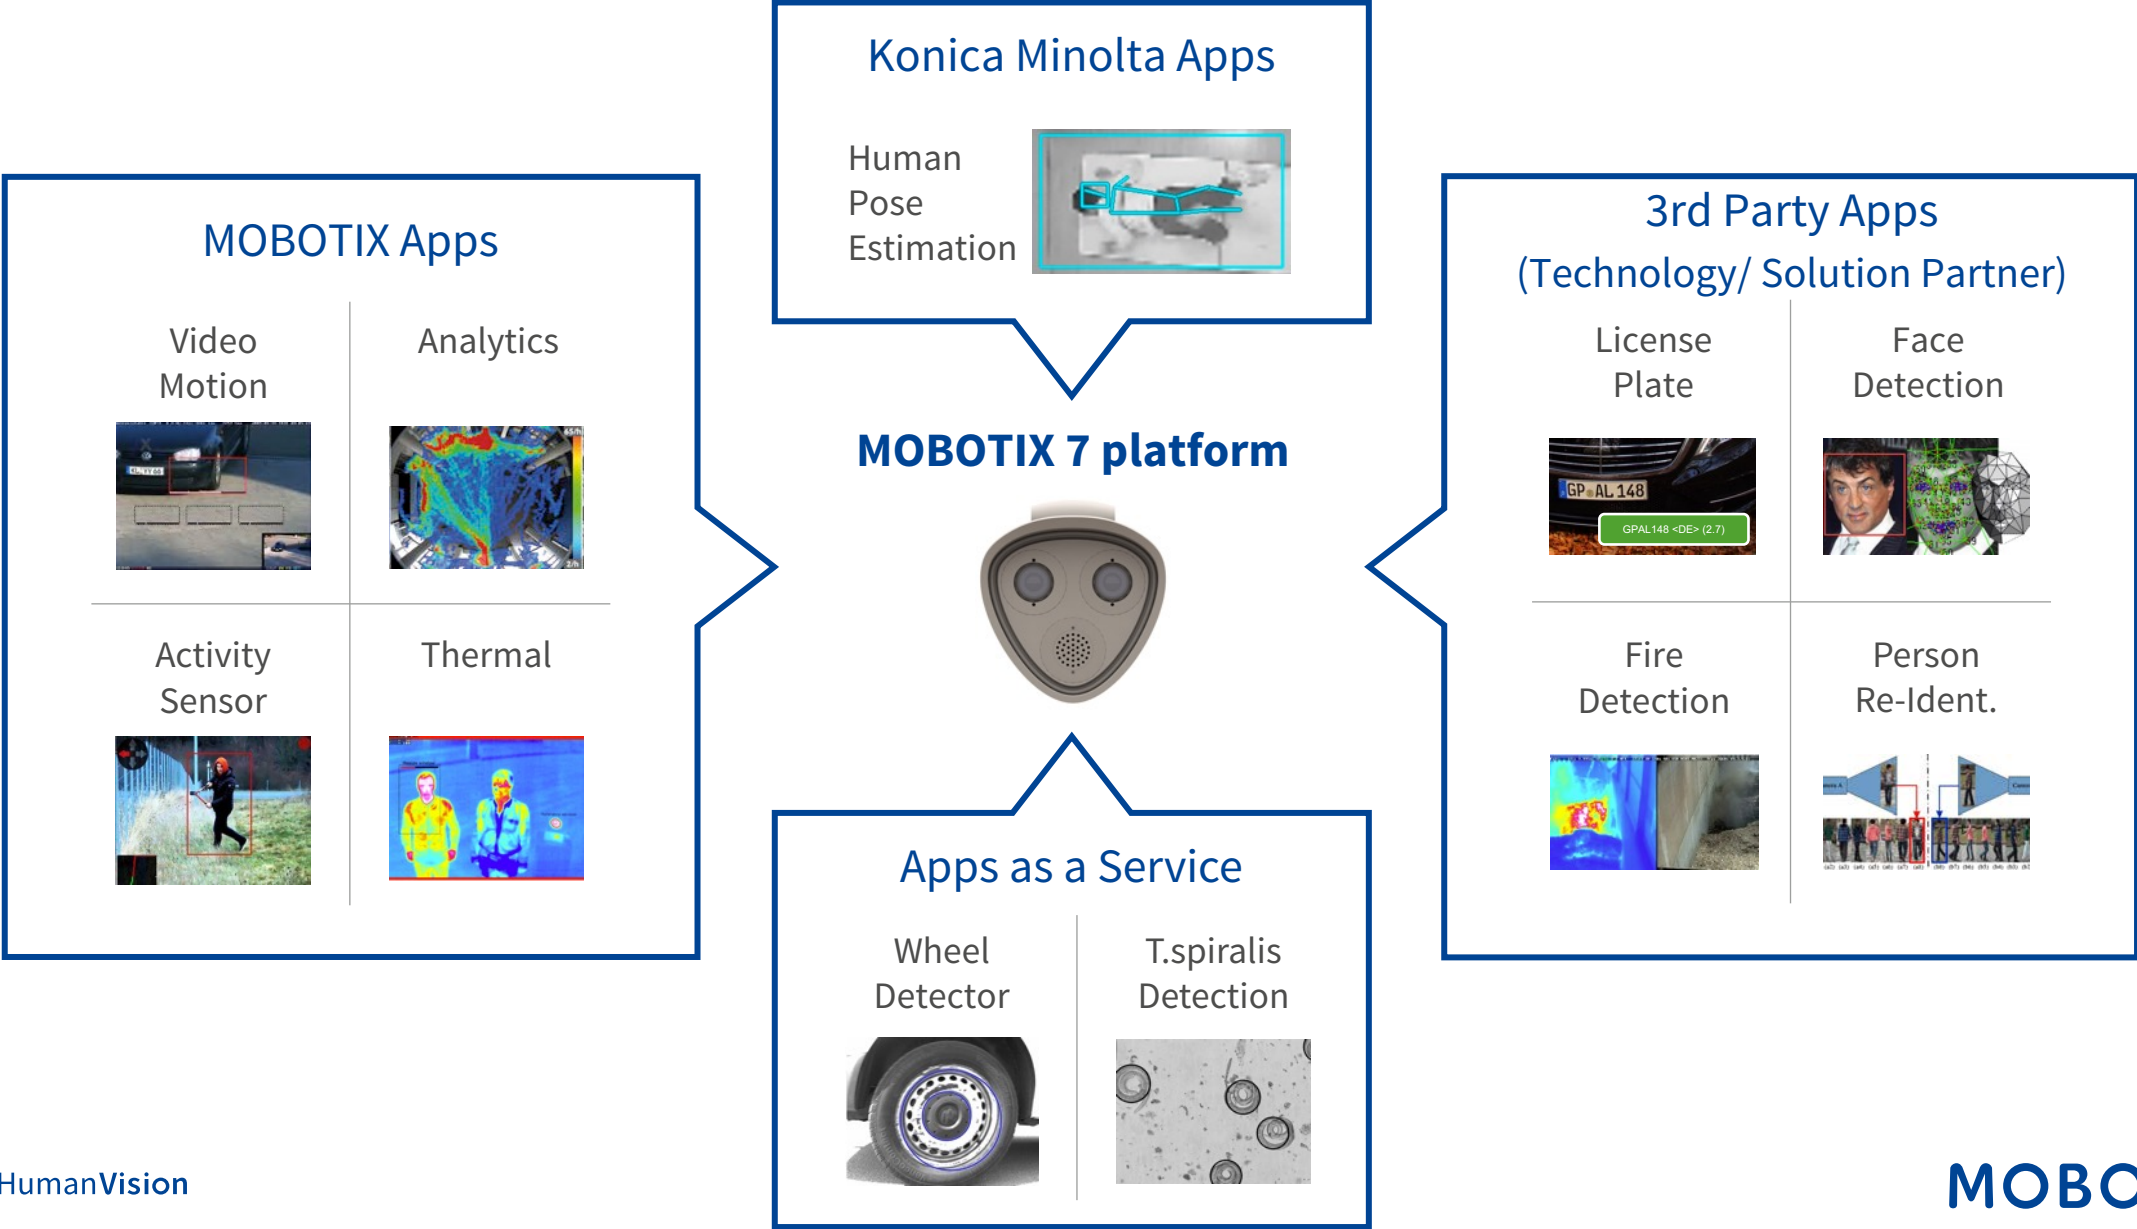 Konica Minolta Apps
Human
Pose
Estimation
MOBOTIX Apps
Video
Motion
Analytics
65/h
2/h
Activity
Sensor
Thermal
MOBOTIX 7 platform
3rd Party Apps
(Technology/ Solution Partner)
License
Plate
GP AL 148
GPAL148 <DE> (2.7)
Face
Detection
Fire
Detection
Person
Re-Ident.
Apps as a Service
Wheel
Detector
T.spiralis
Detection
HumanVision
MOBO